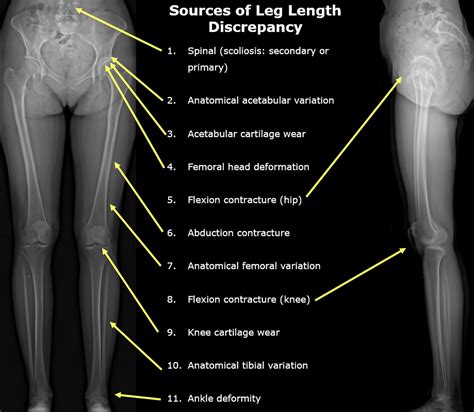 Sources of Leg Length
Discrepancy
1. Spinal (scoliosis: secondary or
primary)
2. Anatomical acetabular variation
3. Acetabular cartilage wear
4. Femoral head deformation
5. Flexion contracture (hip)
6. Abduction contracture
7. Anatomical femoral variation
8. Flexion contracture (knee)
9. Knee cartilage wear
10. Anatomical tibial variation
11. Ankle deformity